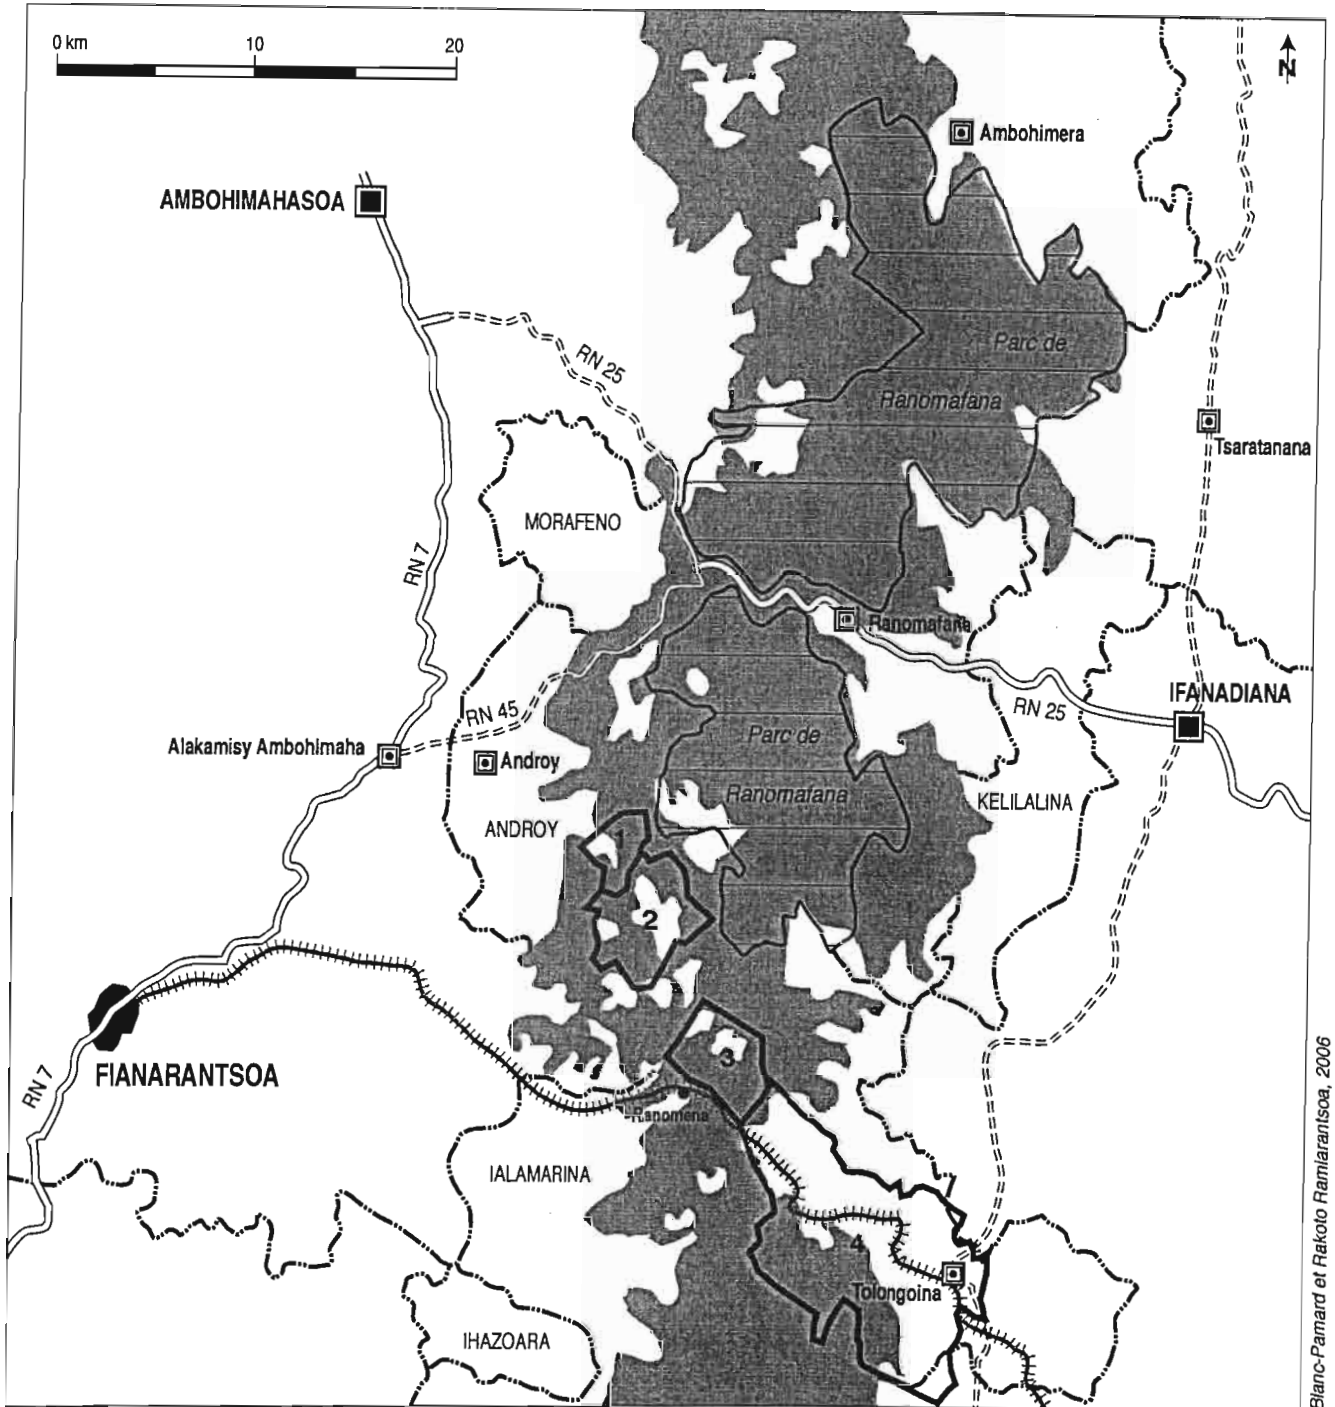 0 km 10 20
N
Ambohimera
AMBOHIMAHASOA
RN 25
Parc de
Ranomafana
Tsaratanana
MORAFENO
RN 7
Ranomafana
IFANADIANA
RN 25
RN 45
Alakamisy Ambohimaha
Androy
Parc de
Ranomafana
KELILALINA
ANDROY
1
2
3
FIANARANTSOA
RN 7
Ranomena
IALAMARINA
4
Tolongoina
IHAZOARA
Blanc-Pamard et Rakoto Ramiarantsoa, 2006